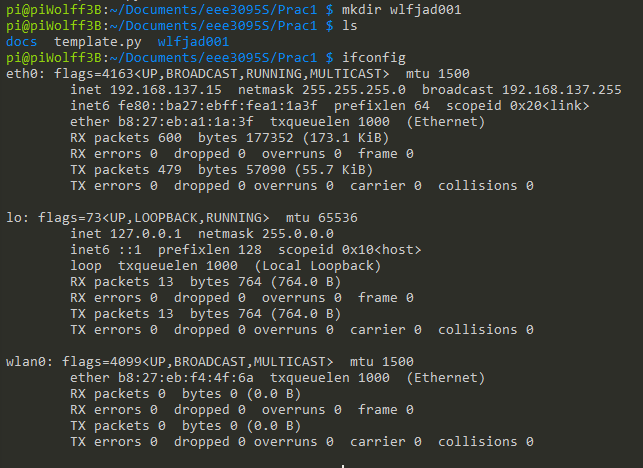 pi@piWolff3B:~/Documents/eee3095S/Prac1 $ mkdir wlfjad001
pi@piWolff3B:~/Documents/eee3095S/Prac1 $ ls
docs  template.py  wlfjad001
pi@piWolff3B:~/Documents/eee3095S/Prac1 $ ifconfig
eth0: flags=4163<UP,BROADCAST,RUNNING,MULTICAST>  mtu 1500
        inet 192.168.137.15  netmask 255.255.255.0  broadcast 192.168.137.255
        inet6 fe80::ba27:ebff:fea1:1a3f  prefixlen 64  scopeid 0x20<link>
        ether b8:27:eb:a1:1a:3f  txqueuelen 1000  (Ethernet)
        RX packets 600  bytes 177352 (173.1 KiB)
        RX errors 0  dropped 0  overruns 0  frame 0
        TX packets 479  bytes 57090 (55.7 KiB)
        TX errors 0  dropped 0 overruns 0  carrier 0  collisions 0

lo: flags=73<UP,LOOPBACK,RUNNING>  mtu 65536
        inet 127.0.0.1  netmask 255.0.0.0
        inet6 ::1  prefixlen 128  scopeid 0x10<host>
        loop  txqueuelen 1000  (Local Loopback)
        RX packets 13  bytes 764 (764.0 B)
        RX errors 0  dropped 0  overruns 0  frame 0
        TX packets 13  bytes 764 (764.0 B)
        TX errors 0  dropped 0 overruns 0  carrier 0  collisions 0

wlan0: flags=4099<UP,BROADCAST,MULTICAST>  mtu 1500
        ether b8:27:eb:f4:4f:6a  txqueuelen 1000  (Ethernet)
        RX packets 0  bytes 0 (0.0 B)
        RX errors 0  dropped 0  overruns 0  frame 0
        TX packets 0  bytes 0 (0.0 B)
        TX errors 0  dropped 0 overruns 0  carrier 0  collisions 0